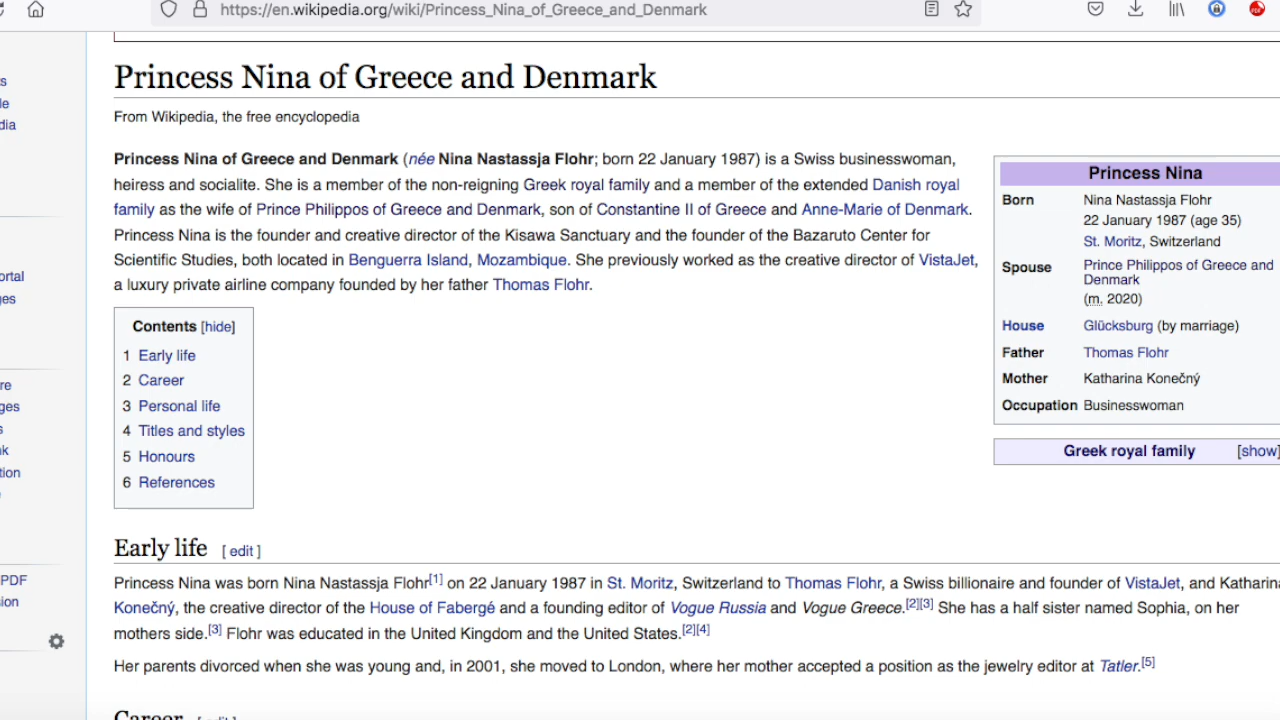 https://en.wikipedia.org/wiki/Princess_Nina_of_Greece_and_Denmark
Princess Nina of Greece and Denmark
From Wikipedia, the free encyclopedia
Princess Nina of Greece and Denmark (née Nina Nastassja Flohr; born 22 January 1987) is a Swiss businesswoman,
heiress and socialite. She is a member of the non-reigning Greek royal family and a member of the extended Danish royal
family as the wife of Prince Philippos of Greece and Denmark, son of Constantine II of Greece and Anne-Marie of Denmark.
Princess Nina is the founder and creative director of the Kisawa Sanctuary and the founder of the Bazaruto Center for
Scientific Studies, both located in Benguerra Island, Mozambique. She previously worked as the creative director of VistaJet,
a luxury private airline company founded by her father Thomas Flohr.
Princess Nina
Born Nina Nastassja Flohr
22 January 1987 (age 35)
St. Moritz, Switzerland
Spouse Prince Philippos of Greece and
Denmark
(m. 2020)
House Glücksburg (by marriage)
Father Thomas Flohr
Mother Katharina Konečný
Occupation Businesswoman
Greek royal family [show]
Contents [hide]
1 Early life
2 Career
3 Personal life
4 Titles and styles
5 Honours
6 References
Early life [ edit ]
Princess Nina was born Nina Nastassja Flohr[1] on 22 January 1987 in St. Moritz, Switzerland to Thomas Flohr, a Swiss billionaire and founder of VistaJet, and Katharina
Konečný, the creative director of the House of Fabergé and a founding editor of Vogue Russia and Vogue Greece.[2][3] She has a half sister named Sophia, on her
mothers side.[3] Flohr was educated in the United Kingdom and the United States.[2][4]
Her parents divorced when she was young and, in 2001, she moved to London, where her mother accepted a position as the jewelry editor at Tatler.[5]
Career [ edit ]
PDF